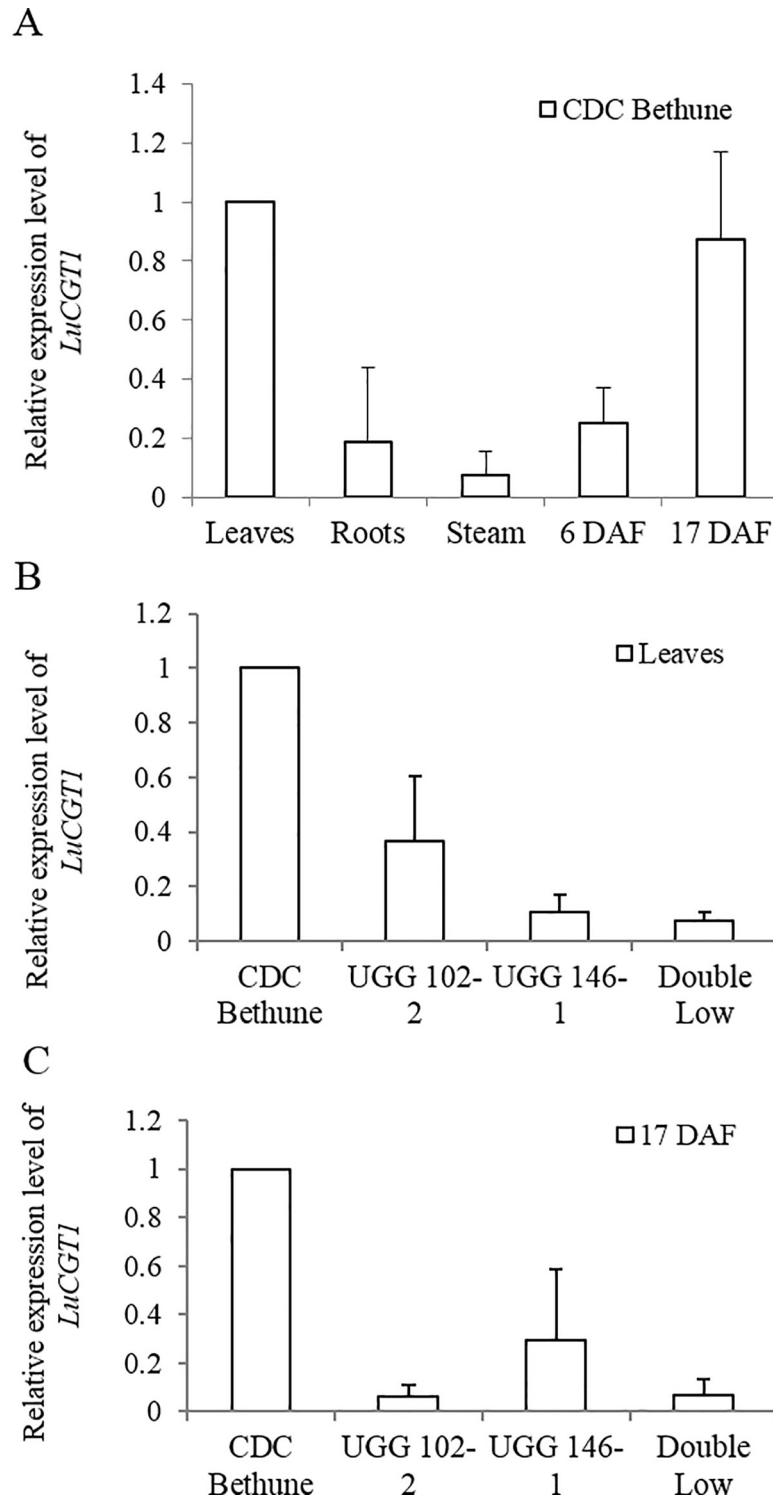 A
Relative expression level of
LuCGT1
1.4
1.2
1
0.8
0.6
0.4
0.2
0
CDC Bethune
Leaves Roots Steam 6 DAF 17 DAF
B
Relative expression level of
LuCGT1
1.2
1
0.8
0.6
0.4
0.2
0
Leaves
CDC UGG 102- UGG 146- Double
Bethune 2 1 Low
C
Relative expression level of
LuCGT1
1.2
1
0.8
0.6
0.4
0.2
0
17 DAF
CDC UGG 102- UGG 146- Double
Bethune 2 1 Low